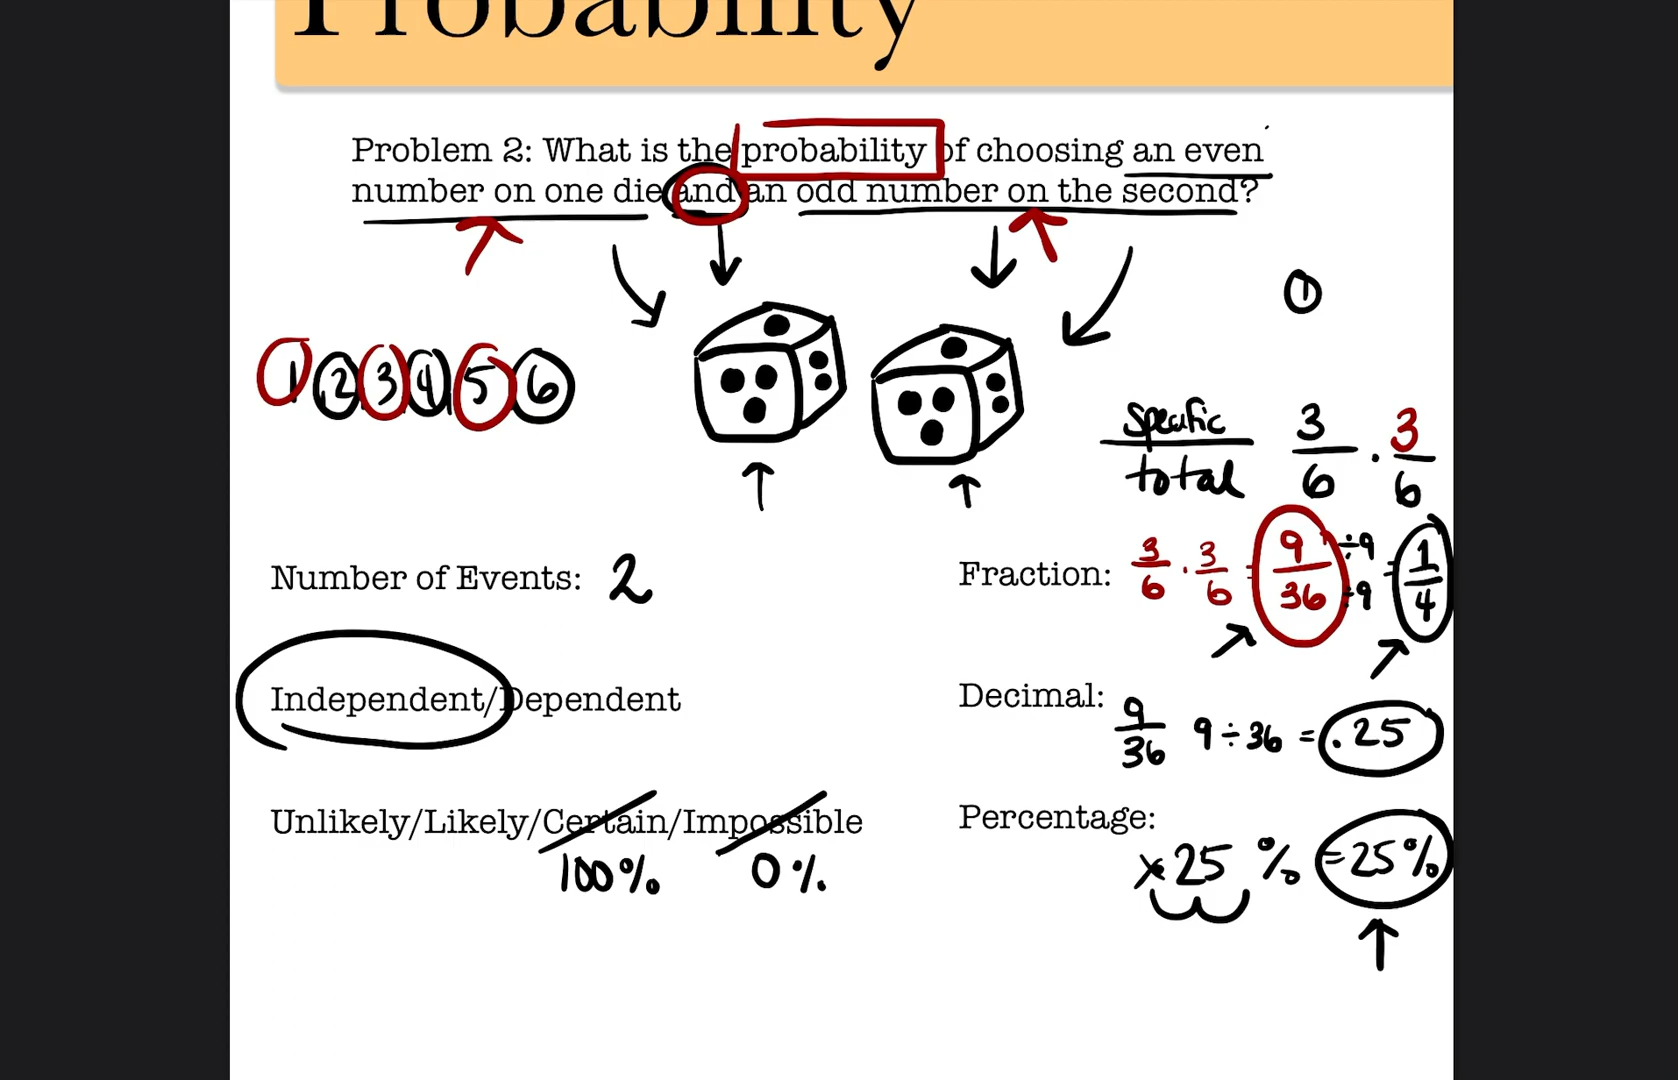 Probability
Problem 2: What is the probability of choosing an even
number on one die and an odd number on the second?
1
1 2 3 4 5 6
Specific
total
3/6 · 3/6
Number of Events: 2
Fraction: 3/6 · 3/6 = 9/36 ÷9 ÷9 = 1/4
Independent/Dependent
Decimal: 9/36 9 ÷ 36 = .25
Unlikely/Likely/Certain/Impossible
100% 0%
Percentage:
25 % = 25%